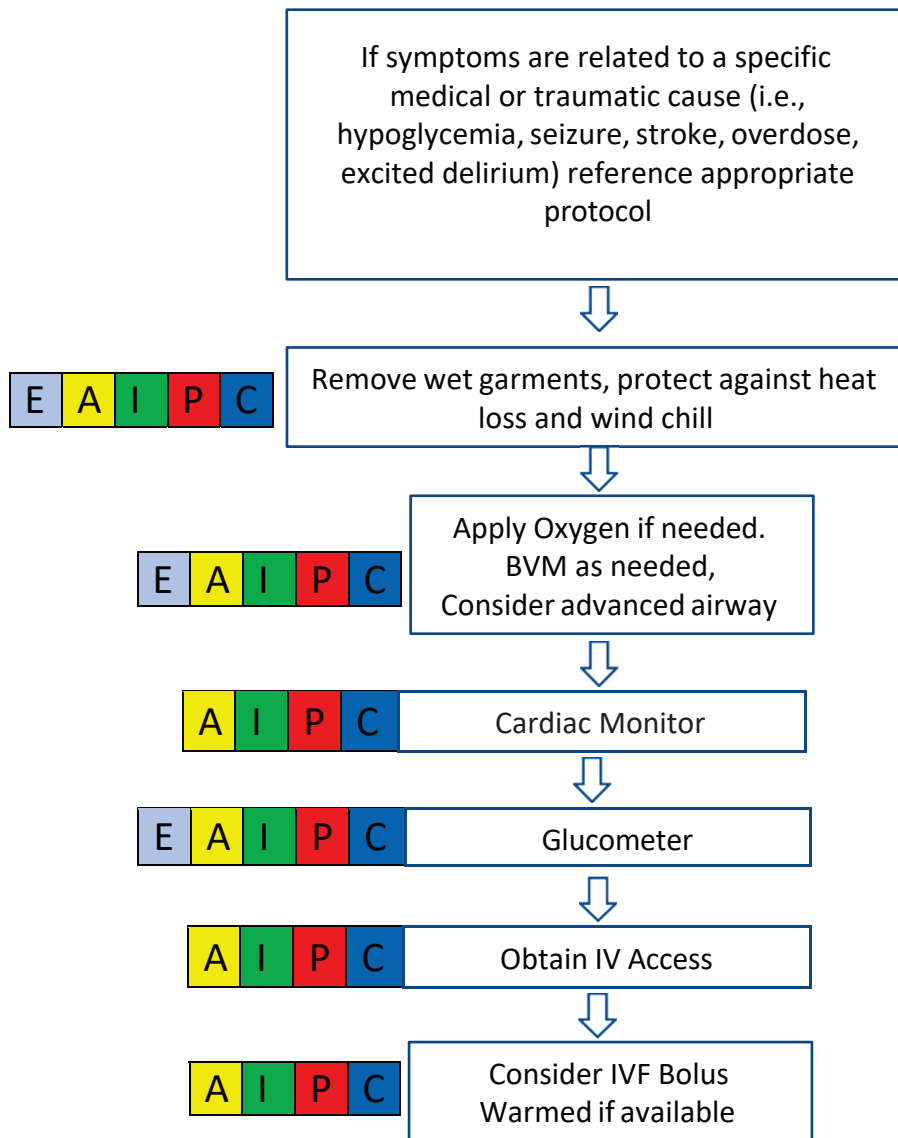 If symptoms are related to a specific
medical or traumatic cause (i.e.,
hypoglycemia, seizure, stroke, overdose,
excited delirium) reference appropriate
protocol
E A I P C
Remove wet garments, protect against heat
loss and wind chill
E A I P C
Apply Oxygen if needed.
BVM as needed,
Consider advanced airway
A I P C
Cardiac Monitor
E A I P C
Glucometer
A I P C
Obtain IV Access
A I P C
Consider IVF Bolus
Warmed if available